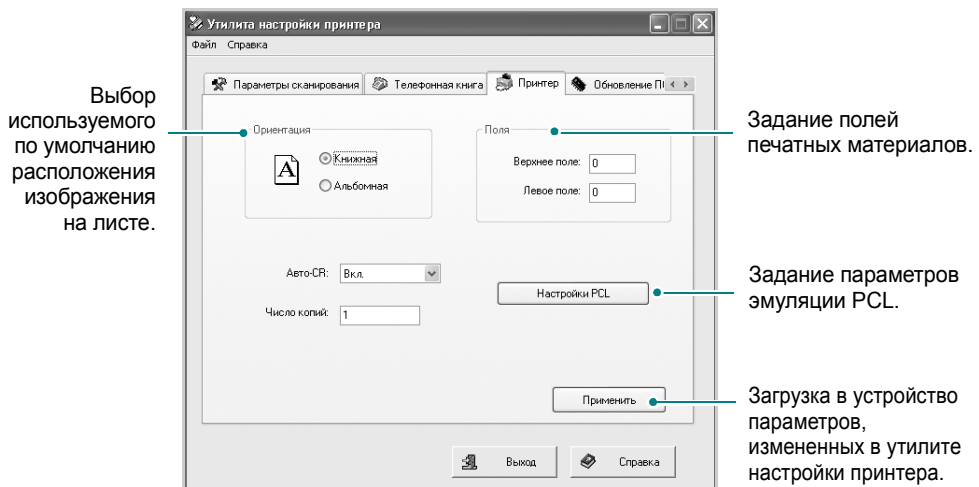 Утилита настройки принтера
Файл Справка
Параметры сканирования Телефонная книга Принтер Обновление
Выбор
используемого
по умолчанию
расположения
изображения
на листе.
Ориентация
A
Книжная
Альбомная
Поля
Верхнее поле: 0
Левое поле: 0
Задание полей
печатных материалов.
Авто-CR: Вкл.
Число копий: 1
Настройки PCL
Задание параметров
эмуляции PCL.
Применить
Загрузка в устройство
параметров,
измененных в утилите
настройки принтера.
Выход Справка